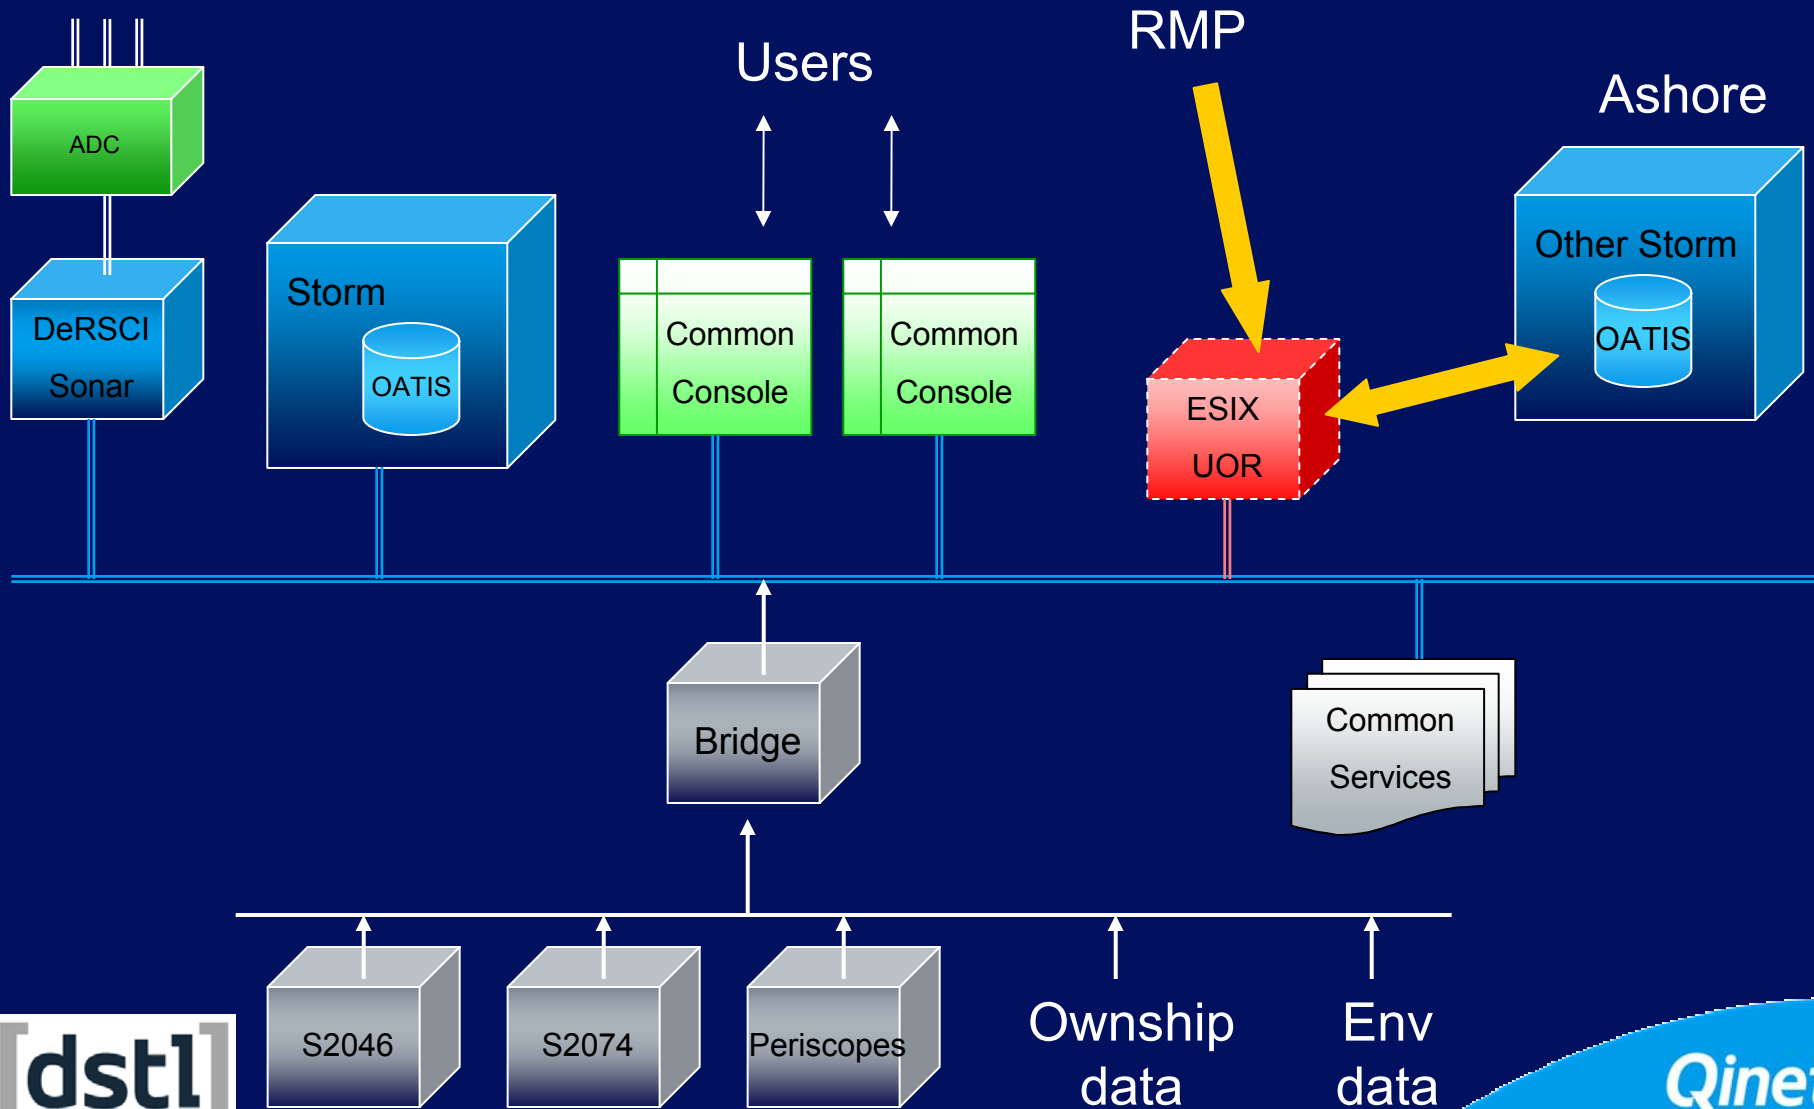 RMP
Users
Ashore
ADC
Other Storm
OATIS
Storm
OATIS
DeRSCI
Sonar
Common
Console
Common
Console
ESIX
UOR
Bridge
Common
Services
S2046
S2074
Periscopes
Ownship
data
Env
data
[dstl]
Qinet